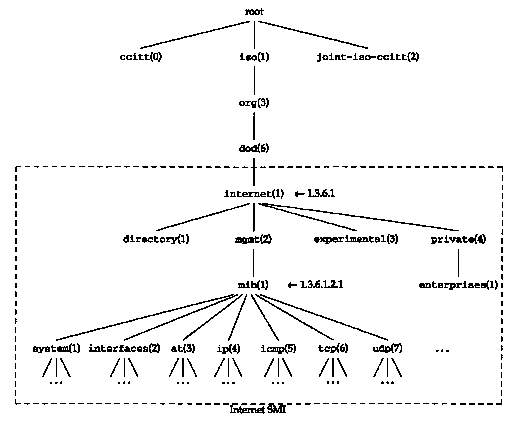 root
ccitt(0) iso(1) joint-iso-ccitt(2)
org(3)
dod(6)
internet(1) ← 1.3.6.1
directory(1) mgmt(2) experimental(3) private(4)
mib(1) ← 1.3.6.1.2.1 enterprises(1)
system(1) interfaces(2) at(3) ip(4) icmp(5) tcp(6) udp(7) ...
... ... ... ... ... ... ...
Internet SMI